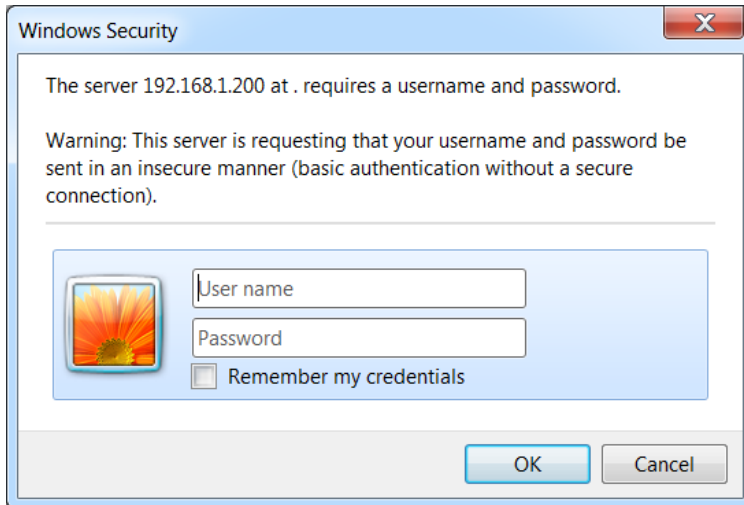 Windows Security
The server 192.168.1.200 at . requires a username and password.
Warning: This server is requesting that your username and password be
sent in an insecure manner (basic authentication without a secure
connection).
User name
Password
Remember my credentials
OK
Cancel